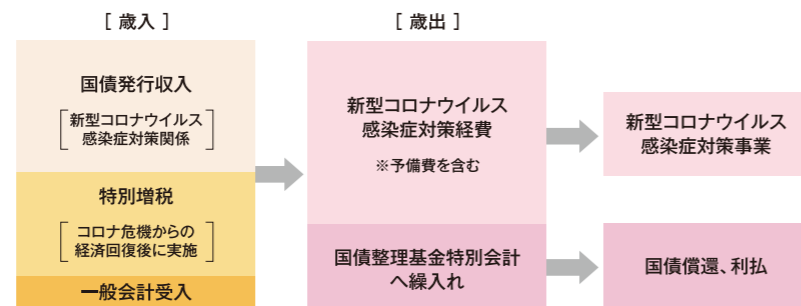 [ 歳入 ]
国債発行収入
新型コロナウイルス
感染症対策関係
特別増税
コロナ危機からの
経済回復後に実施
一般会計受入
[ 歳出 ]
新型コロナウイルス
感染症対策経費
※予備費を含む
国債整理基金特別会計
へ繰入れ
新型コロナウイルス
感染症対策事業
国債償還、利払